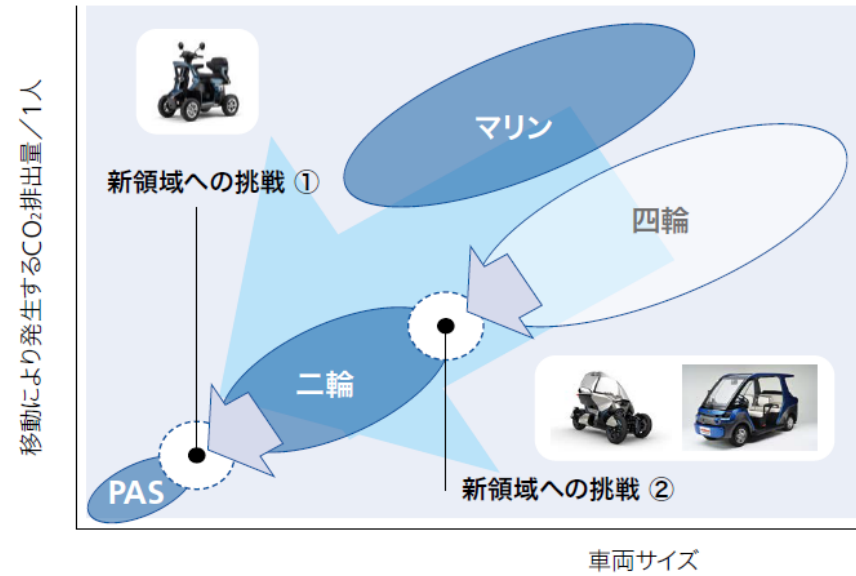 マリン
新領域への挑戦 ①
四輪
二輪
PAS
新領域への挑戦 ②
移動により発生するCO₂排出量／1人
車両サイズ